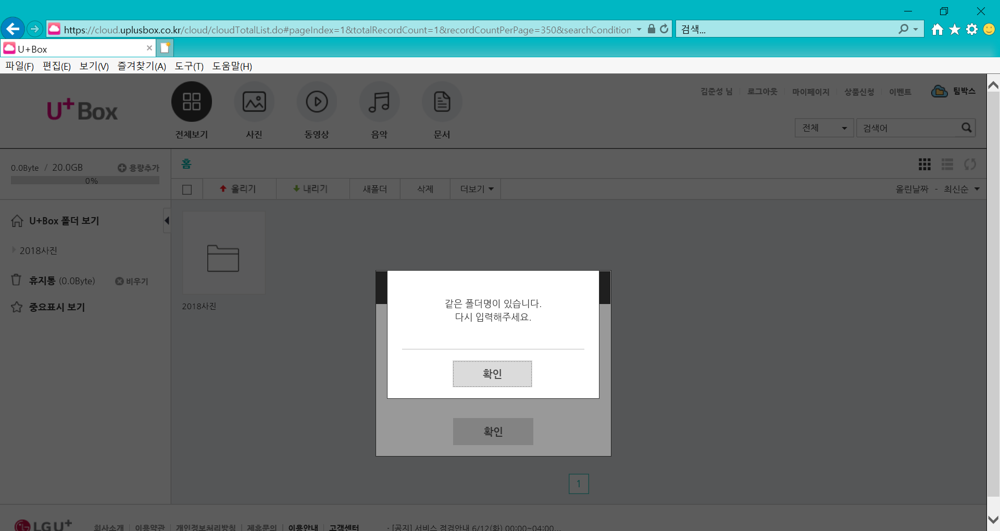 https://cloud.uplusbox.co.kr/cloud/cloudTotalList.do#pageIndex=1&totalRecordCount=1&recordCountPerPage=350&searchCondition
검색...
U+Box
파일(F) 편집(E) 보기(V) 즐겨찾기(A) 도구(T) 도움말(H)
U+ Box
전체보기 사진 동영상 음악 문서
김준성 님 로그아웃 마이페이지 상품신청 이벤트 팀박스
전체 검색어
0.0Byte / 20.0GB 용량추가
0%
홈
올리기 내리기 새폴더 삭제 더보기
올린날짜 - 최신순
U+Box 폴더 보기
2018사진
휴지통 (0.0Byte) 비우기
중요표시 보기
2018사진
같은 폴더명이 있습니다.
다시 입력해주세요.
확인
확인
1
LG U+ 회사소개 이용약관 개인정보처리방침 제휴문의 이용안내 고객센터 · [공지] 서비스 점검안내 6/12(화) 00:00~04:00...